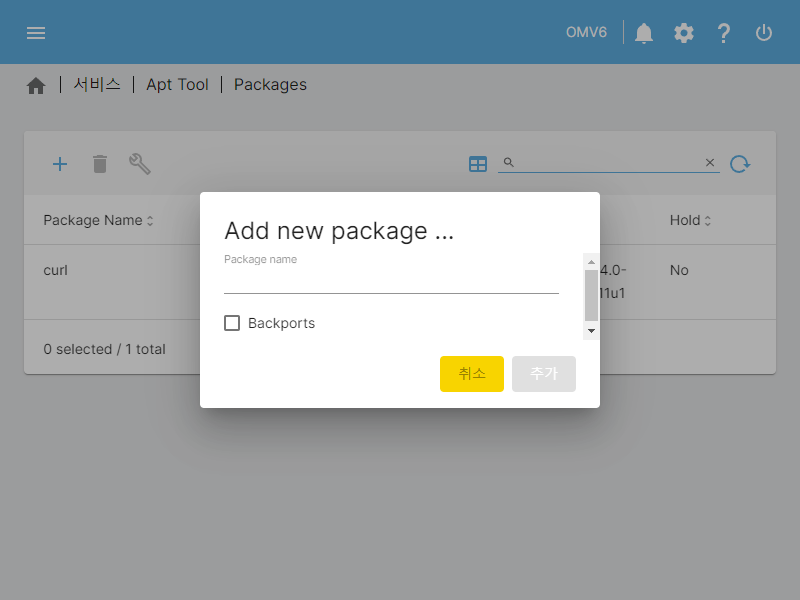 OMV6
서비스 Apt Tool Packages
Package Name Hold
curl 4.0- No
11u1
0 selected / 1 total
Add new package ...
Package name
Backports
취소 추가